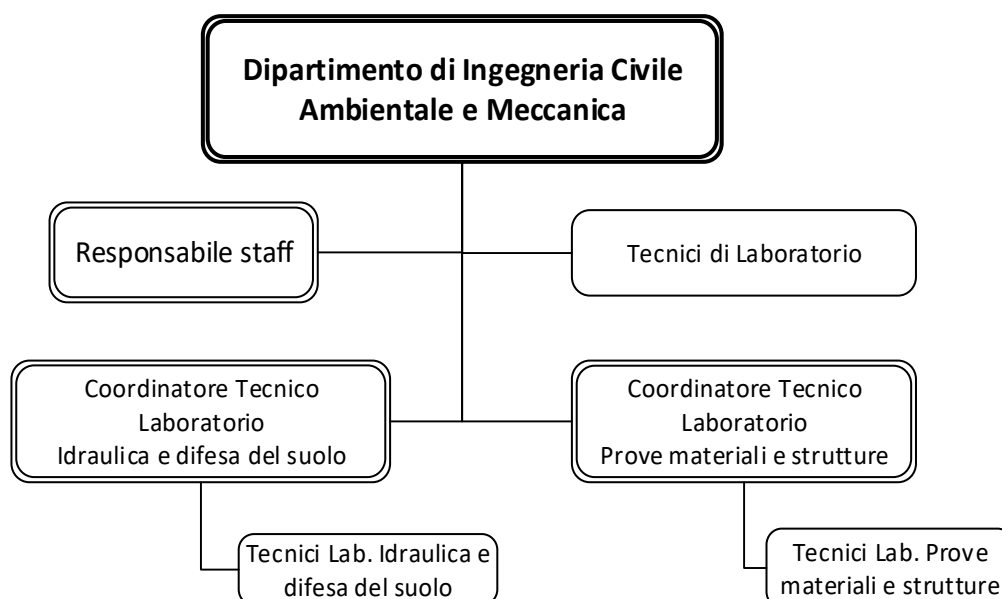 Dipartimento di Ingegneria Civile
Ambientale e Meccanica
Responsabile staff
Tecnici di Laboratorio
Coordinatore Tecnico
Laboratorio
Idraulica e difesa del suolo
Coordinatore Tecnico
Laboratorio
Prove materiali e strutture
Tecnici Lab. Idraulica e
difesa del suolo
Tecnici Lab. Prove
materiali e strutture